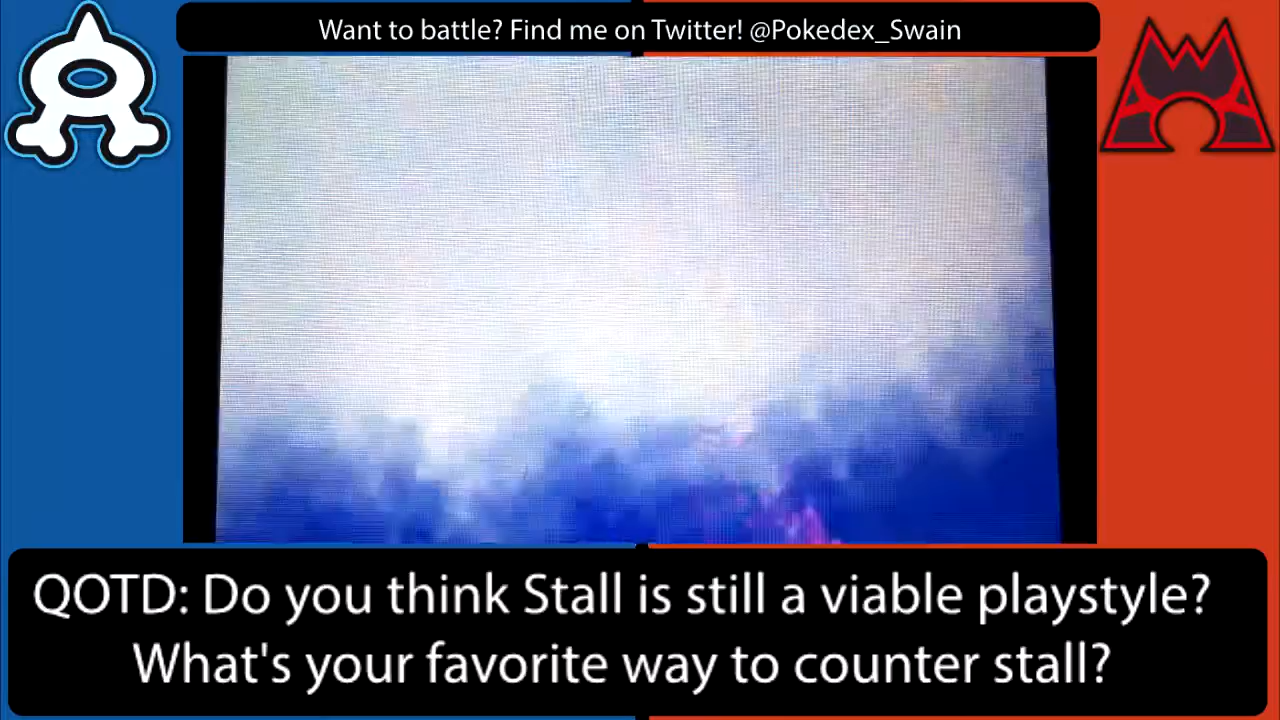 Want to battle? Find me on Twitter! @Pokedex_Swain
QOTD: Do you think Stall is still a viable playstyle?
What's your favorite way to counter stall?